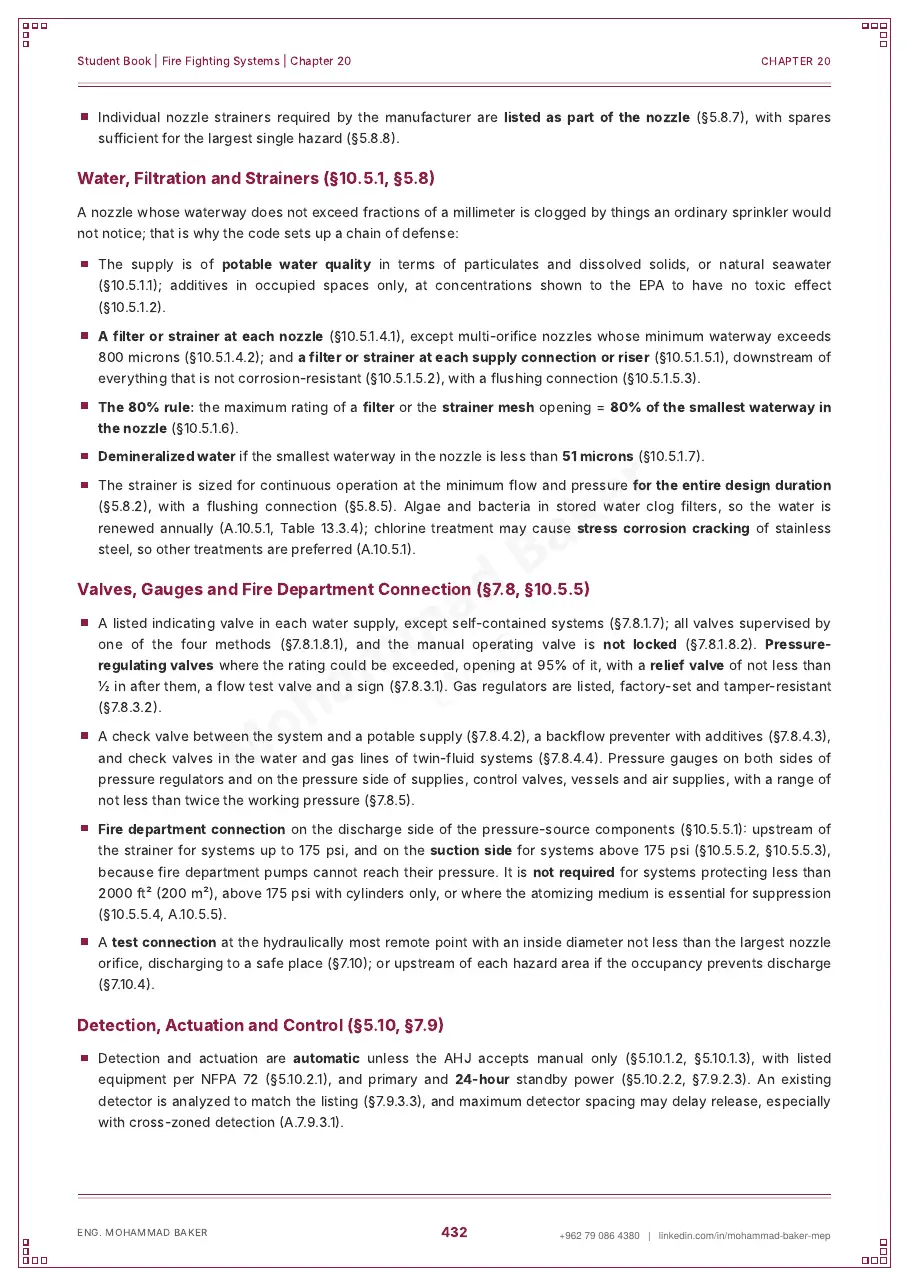 Student Book | Fire Fighting Systems | Chapter 20
CHAPTER 20
Individual nozzle strainers required by the manufacturer are listed as part of the nozzle (§5.8.7), with spares
sufficient for the largest single hazard (§5.8.8).
Water, Filtration and Strainers (§10.5.1, §5.8)
A nozzle whose waterway does not exceed fractions of a millimeter is clogged by things an ordinary sprinkler would
not notice; that is why the code sets up a chain of defense:
The supply is of potable water quality in terms of particulates and dissolved solids, or natural seawater
(§10.5.1.1); additives in occupied spaces only, at concentrations shown to the EPA to have no toxic effect
(§10.5.1.2).
A filter or strainer at each nozzle (§10.5.1.4.1), except multi-orifice nozzles whose minimum waterway exceeds
800 microns (§10.5.1.4.2); and a filter or strainer at each supply connection or riser (§10.5.1.5.1), downstream of
everything that is not corrosion-resistant (§10.5.1.5.2), with a flushing connection (§10.5.1.5.3).
The 80% rule: the maximum rating of a filter or the strainer mesh opening = 80% of the smallest waterway in
the nozzle (§10.5.1.6).
Demineralized water if the smallest waterway in the nozzle is less than 51 microns (§10.5.1.7).
The strainer is sized for continuous operation at the minimum flow and pressure for the entire design duration
(§5.8.2), with a flushing connection (§5.8.5). Algae and bacteria in stored water clog filters, so the water is
renewed annually (A.10.5.1, Table 13.3.4); chlorine treatment may cause stress corrosion cracking of stainless
steel, so other treatments are preferred (A.10.5.1).
Valves, Gauges and Fire Department Connection (§7.8, §10.5.5)
A listed indicating valve in each water supply, except self-contained systems (§7.8.1.7); all valves supervised by
one of the four methods (§7.8.1.8.1), and the manual operating valve is not locked (§7.8.1.8.2). Pressure-
regulating valves where the rating could be exceeded, opening at 95% of it, with a relief valve of not less than
½ in after them, a flow test valve and a sign (§7.8.3.1). Gas regulators are listed, factory-set and tamper-resistant
(§7.8.3.2).
A check valve between the system and a potable supply (§7.8.4.2), a backflow preventer with additives (§7.8.4.3),
and check valves in the water and gas lines of twin-fluid systems (§7.8.4.4). Pressure gauges on both sides of
pressure regulators and on the pressure side of supplies, control valves, vessels and air supplies, with a range of
not less than twice the working pressure (§7.8.5).
Fire department connection on the discharge side of the pressure-source components (§10.5.5.1): upstream of
the strainer for systems up to 175 psi, and on the suction side for systems above 175 psi (§10.5.5.2, §10.5.5.3),
because fire department pumps cannot reach their pressure. It is not required for systems protecting less than
2000 ft² (200 m²), above 175 psi with cylinders only, or where the atomizing medium is essential for suppression
(§10.5.5.4, A.10.5.5).
A test connection at the hydraulically most remote point with an inside diameter not less than the largest nozzle
orifice, discharging to a safe place (§7.10); or upstream of each hazard area if the occupancy prevents discharge
(§7.10.4).
Detection, Actuation and Control (§5.10, §7.9)
Detection and actuation are automatic unless the AHJ accepts manual only (§5.10.1.2, §5.10.1.3), with listed
equipment per NFPA 72 (§5.10.2.1), and primary and 24-hour standby power (§5.10.2.2, §7.9.2.3). An existing
detector is analyzed to match the listing (§7.9.3.3), and maximum detector spacing may delay release, especially
with cross-zoned detection (A.7.9.3.1).
ENG. MOHAMMAD BAKER
432
+962 79 086 4380 | linkedin.com/in/mohammad-baker-mep